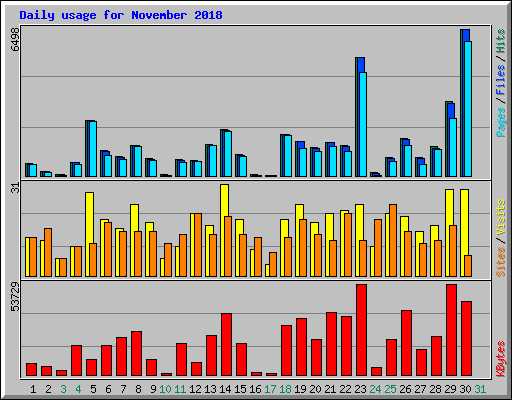 Daily usage for November 2018
6498
Pages / Files / Hits
31
Sites / Visits
53729
KBytes
1 2 3 4 5 6 7 8 9 10 11 12 13 14 15 16 17 18 19 20 21 22 23 24 25 26 27 28 29 30 31